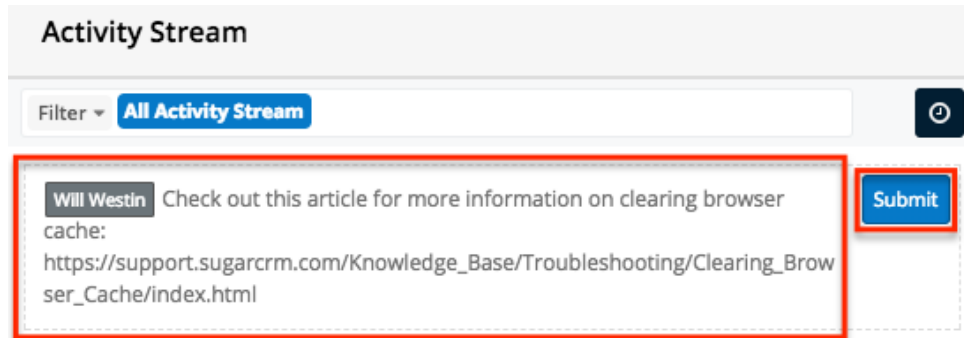 Activity Stream
Filter All Activity Stream
Will Westin Check out this article for more information on clearing browser
cache:
https://support.sugarcrm.com/Knowledge_Base/Troubleshooting/Clearing_Brow
ser_Cache/index.html
Submit